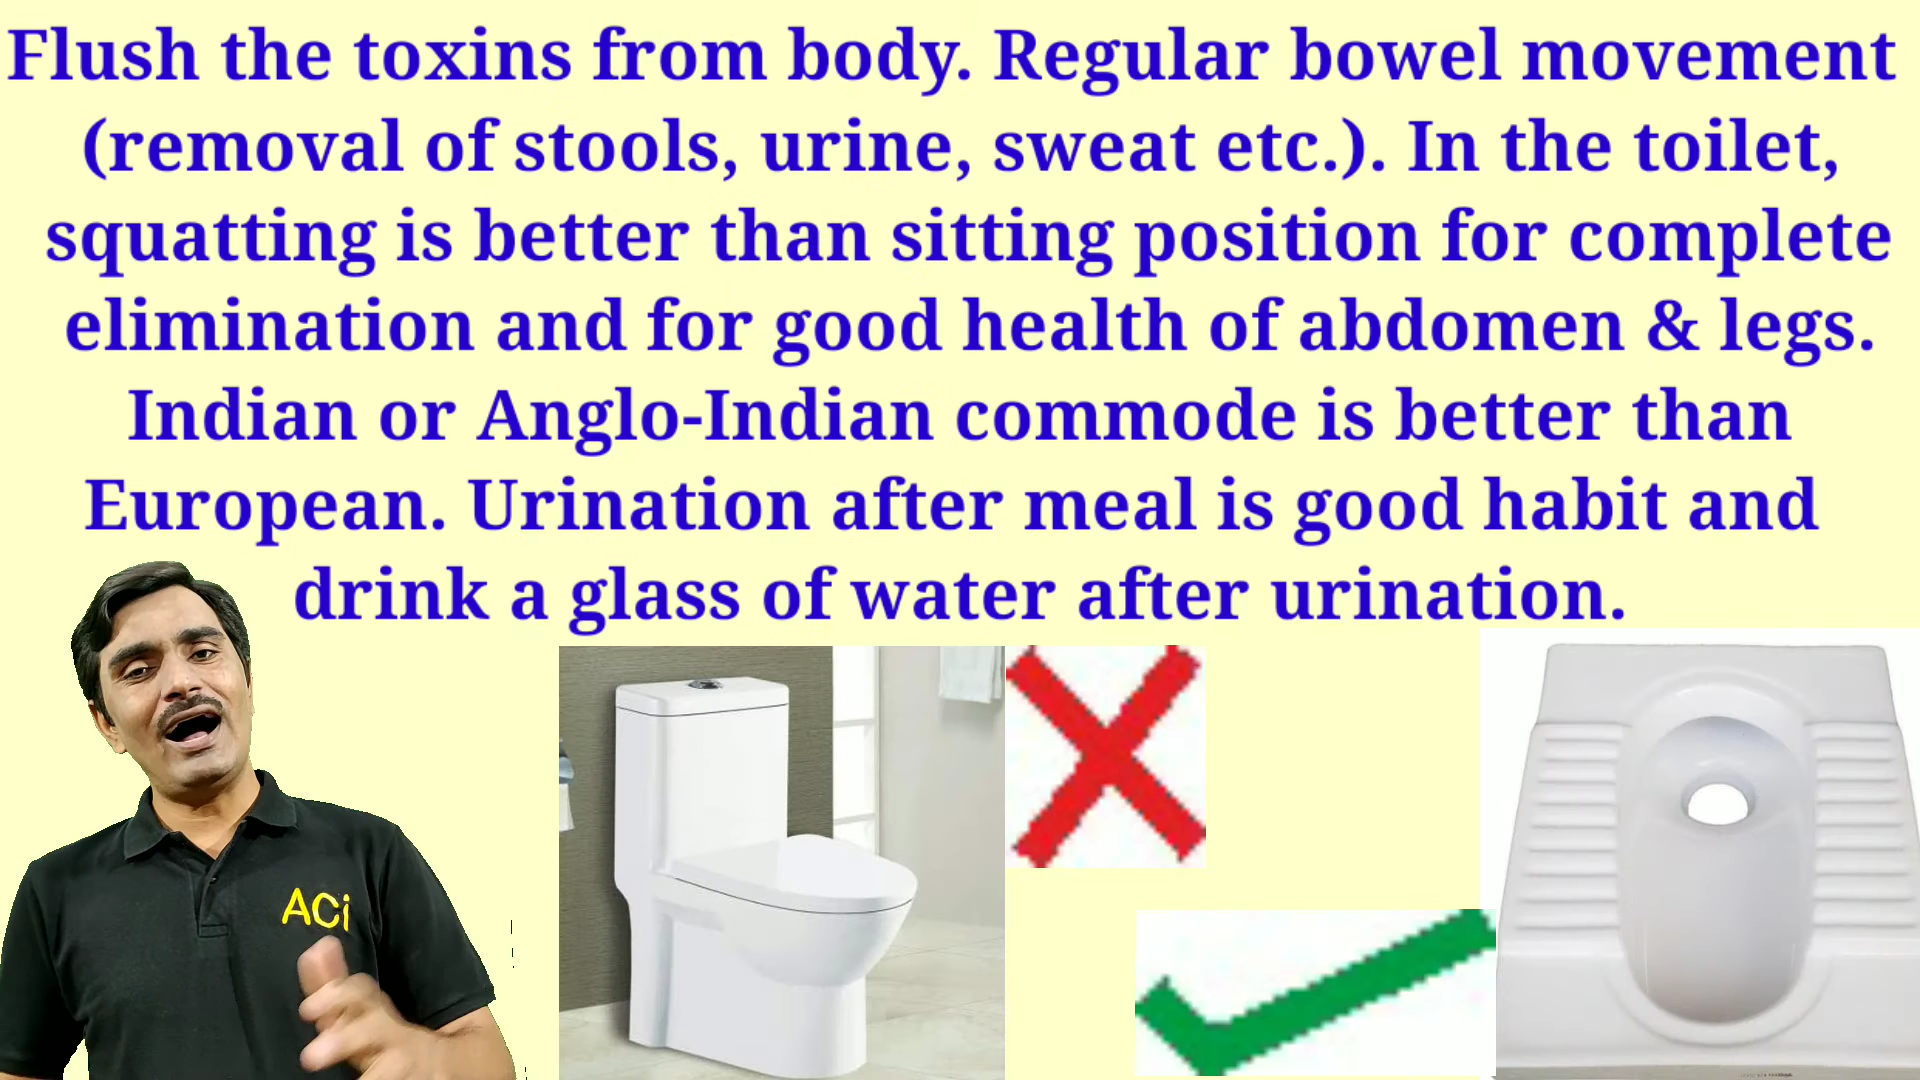 Flush the toxins from body. Regular bowel movement
(removal of stools, urine, sweat etc.). In the toilet,
squatting is better than sitting position for complete
elimination and for good health of abdomen & legs.
Indian or Anglo-Indian commode is better than
European. Urination after meal is good habit and
drink a glass of water after urination.
ACi